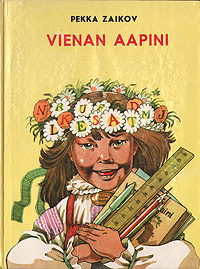 PEKKA ZAIKOV
VIENAN AAPINI
V R U P D
L K E S A T M J